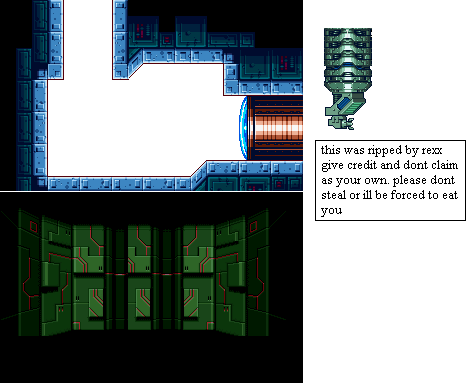 this was ripped by rexx
give credit and dont claim
as your own. please dont
steal or ill be forced to eat
you